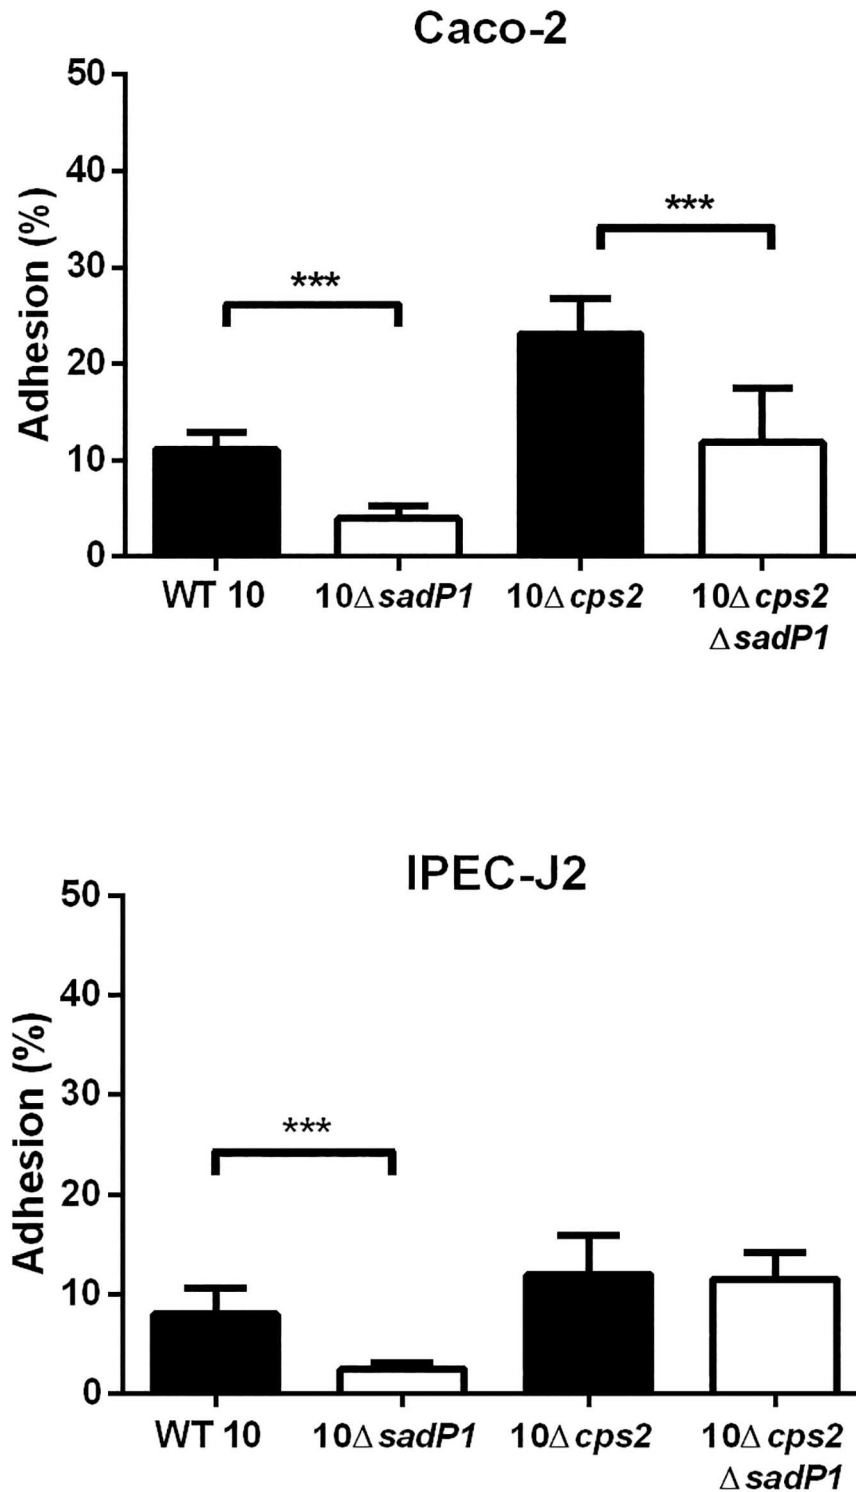 Caco-2
Adhesion (%)
50
40
30
20
10
0
***
***
WT 10
10ΔsadP1
10Δcps2
10Δcps2
ΔsadP1
IPEC-J2
Adhesion (%)
50
40
30
20
10
0
***
WT 10
10ΔsadP1
10Δcps2
10Δcps2
ΔsadP1